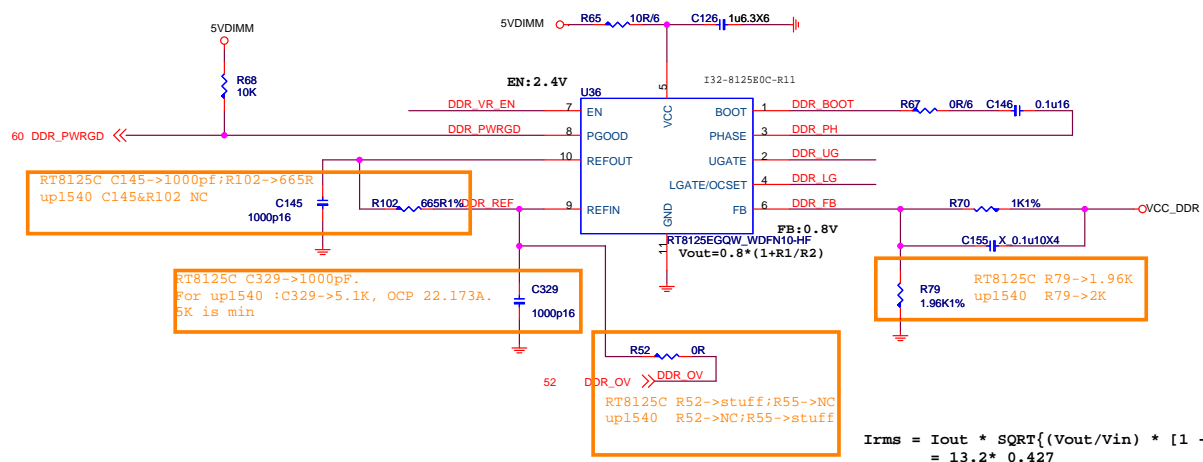 5VDIMM
R65
10R/6
C126
1u6.3X6
5VDIMM
R68
10K
EN:2.4V
I32-8125E0C-R11
U36
5
VCC
DDR_VR_EN
7
EN
BOOT
1
DDR_BOOT
R67
0R/6
C146
0.1u16
60 DDR_PWRGD
DDR_PWRGD
8
PGOOD
PHASE
3
DDR_PH
10
REFOUT
UGATE
2
DDR_UG
LGATE/OCSET
4
DDR_LG
RT8125C C145->1000pf;R102->665R
up1540 C145&R102 NC
C145
1000p16
R102
665R1%
DDR_REF
9
REFIN
GND
11
FB
6
DDR_FB
R70
1K1%
VCC_DDR
FB:0.8V
RT8125EGQW_WDFN10-HF
Vout=0.8*(1+R1/R2)
C155
X_0.1u10X4
RT8125C C329->1000pF.
For up1540 :C329->5.1K, OCP 22.173A.
5K is min
C329
1000p16
R79
1.96K1%
RT8125C R79->1.96K
up1540 R79->2K
R52
0R
52 DDR_OV
DDR_OV
RT8125C R52->stuff;R55->NC
up1540 R52->NC;R55->stuff
Irms = Iout * SQRT{(Vout/Vin) * [1 -
= 13.2* 0.427